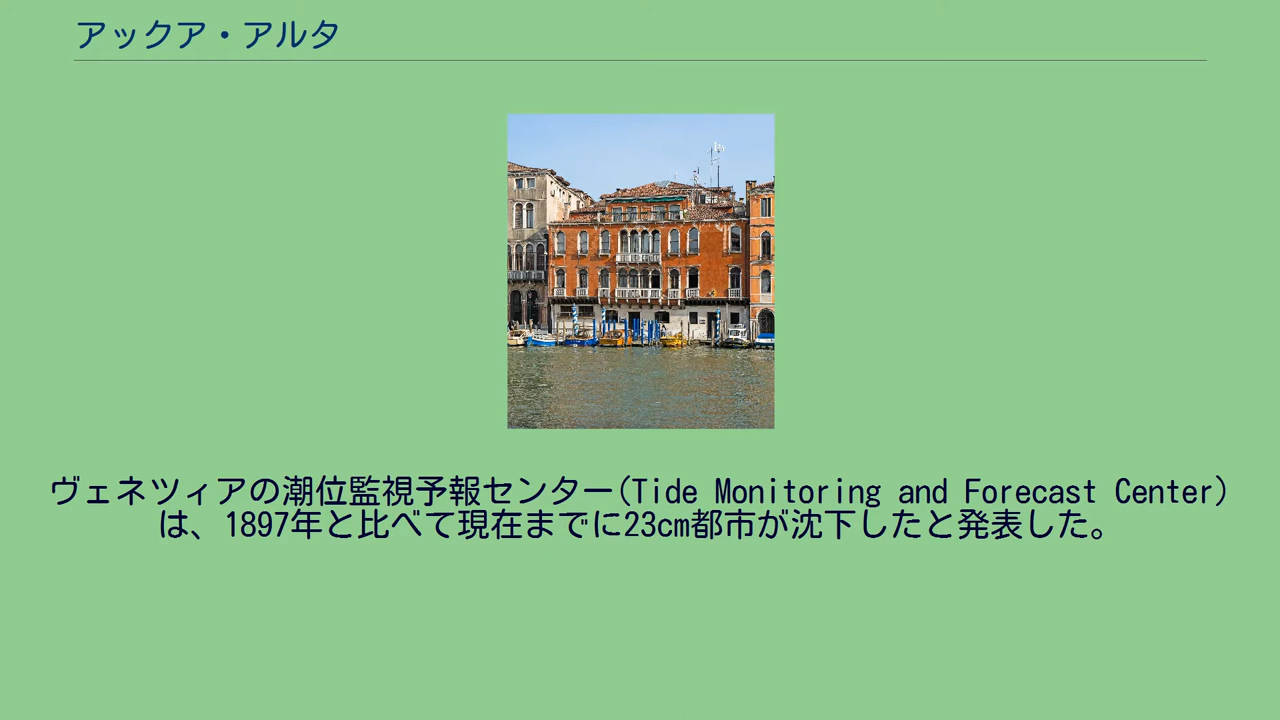 アックア・アルタ
ヴェネツィアの潮位監視予報センター(Tide Monitoring and Forecast Center)
は、1897年と比べて現在までに23cm都市が沈下したと発表した。